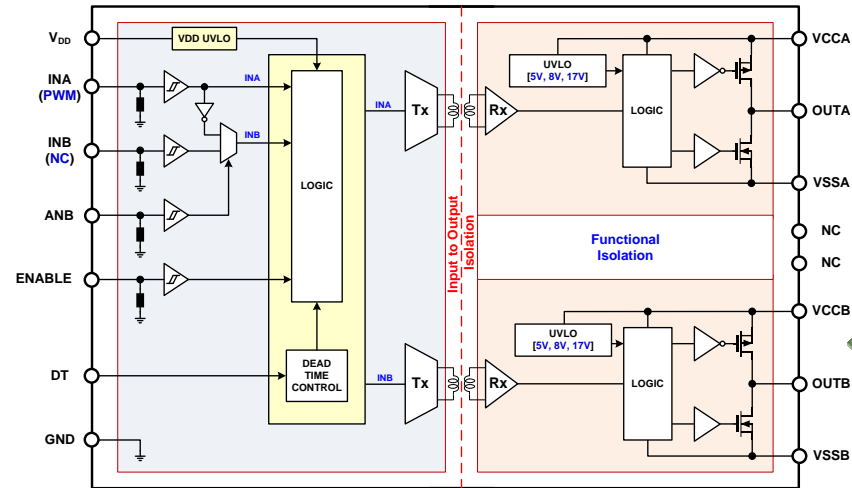 VDD
VDD UVLO
INA
(PWM)
INA
INB
(NC)
INB
ANB
ENABLE
DT
GND
LOGIC
DEAD
TIME
CONTROL
INA
INB
Tx
Rx
Tx
Rx
Input to Output
Isolation
UVLO
[5V, 8V, 17V]
LOGIC
VCCA
OUTA
VSSA
NC
NC
Functional
Isolation
UVLO
[5V, 8V, 17V]
LOGIC
VCCB
OUTB
VSSB